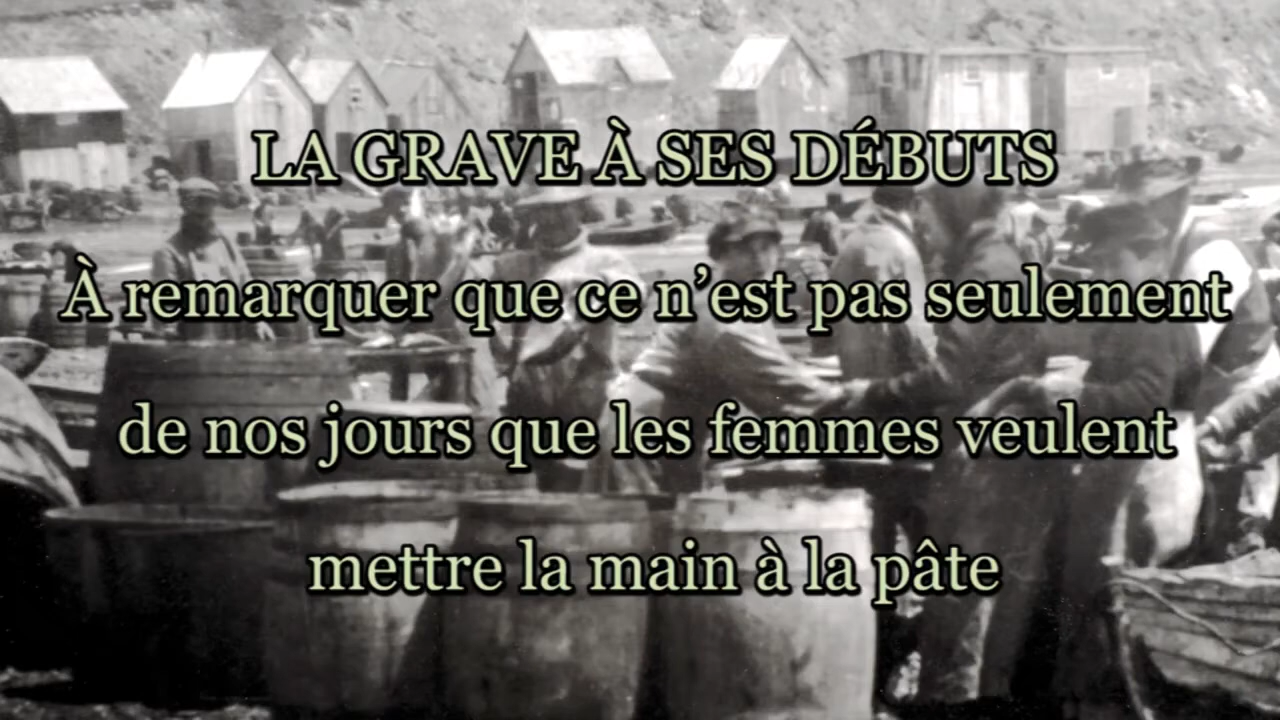 LA GRAVE À SES DÉBUTS
À remarquer que ce n’est pas seulement
de nos jours que les femmes veulent
mettre la main à la pâte